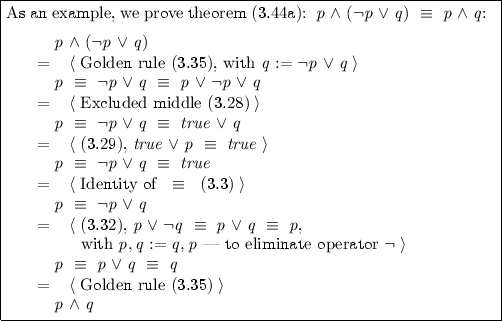 As an example, we prove theorem (3.44a): p ∧ (¬p ∨ q) ≡ p ∧ q:
p ∧ (¬p ∨ q)
= ⟨ Golden rule (3.35), with q := ¬p ∨ q ⟩
p ≡ ¬p ∨ q ≡ p ∨ ¬p ∨ q
= ⟨ Excluded middle (3.28) ⟩
p ≡ ¬p ∨ q ≡ true ∨ q
= ⟨ (3.29), true ∨ p ≡ true ⟩
p ≡ ¬p ∨ q ≡ true
= ⟨ Identity of ≡ (3.3) ⟩
p ≡ ¬p ∨ q
= ⟨ (3.32), p ∨ ¬q ≡ p ∨ q ≡ p,
with p, q := q, p — to eliminate operator ¬ ⟩
p ≡ p ∨ q ≡ q
= ⟨ Golden rule (3.35) ⟩
p ∧ q